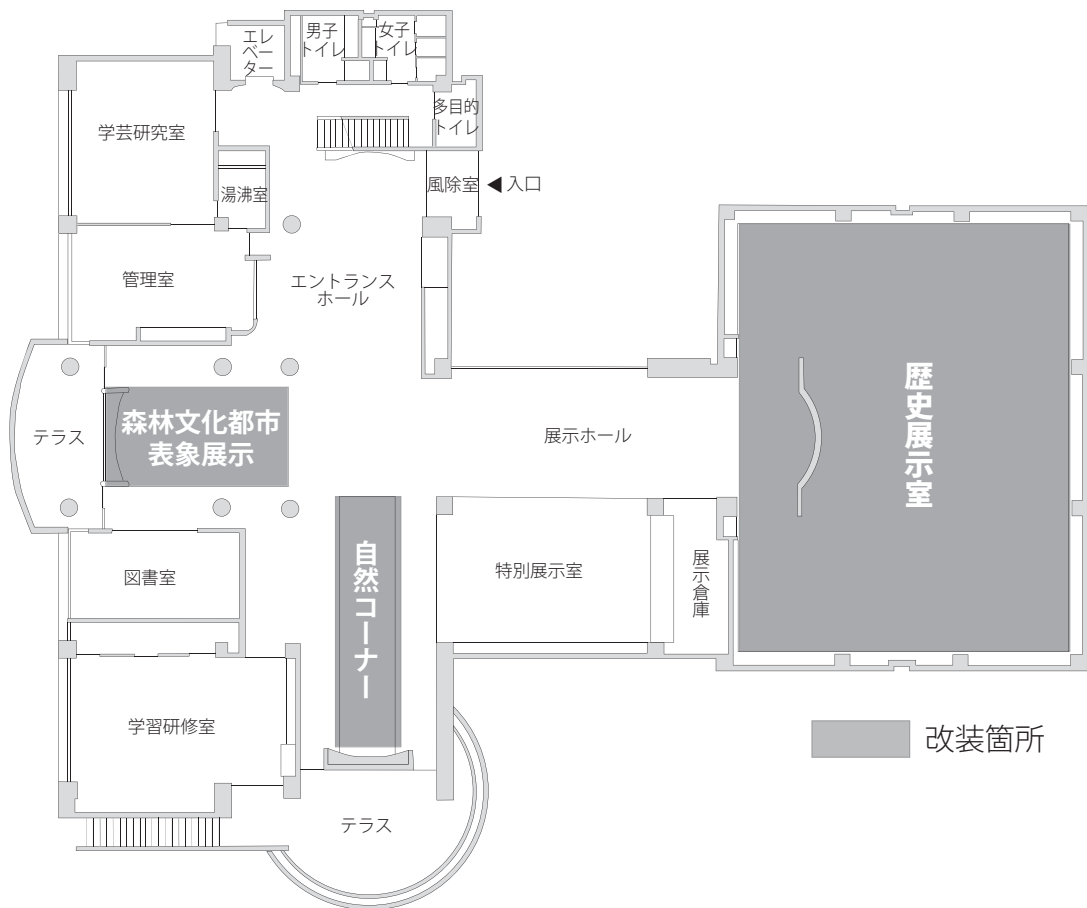 エレ
ベー
ター
男子
トイレ
女子
トイレ
多目的
トイレ
学芸研究室
湯沸室
風除室
◀入口
管理室
エントランス
ホール
テラス
森林文化都市
表象展示
展示ホール
歴史展示室
図書室
自然コーナー
特別展示室
展示倉庫
学習研修室
改装箇所
テラス